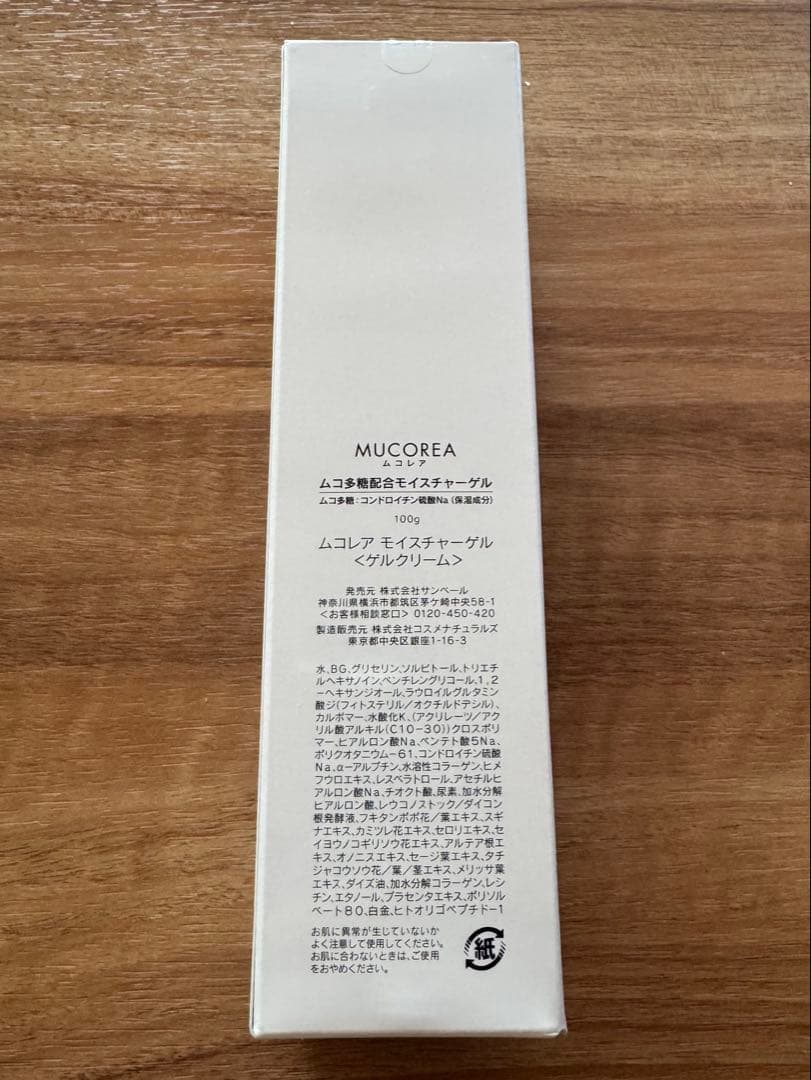 MUCOREA
ムコレア
ムコ多糖配合モイスチャーゲル
ムコ多糖：コンドロイチン硫酸Na（保湿成分）
100g
ムコレア モイスチャーゲル
＜ゲルクリーム＞
発売元 株式会社サンベール
神奈川県横浜市都筑区茅ケ崎中央58-1
＜お客様相談窓口＞ 0120-450-420
製造販売元 株式会社コスメナチュラルズ
東京都中央区銀座1-16-3
水、BG、グリセリン、ソルビトール、トリエチ
ルヘキサノイン、ペンチレングリコール、1,2
-ヘキサンジオール、ラウロイルグルタミン
酸ジ(フィトステリル／オクチルドデシル)、
カルボマー、水酸化K、(アクリレーツ／アク
リル酸アルキル(C10-30))クロスポリ
マー、ヒアルロン酸Na、ペンテト酸5Na、
ポリクオタニウム-61、コンドロイチン硫酸
Na、α-アルブチン、水溶性コラーゲン、ヒメ
フウロエキス、レスベラトロール、アセチルヒ
アルロン酸Na、チオクト酸、尿素、加水分解
ヒアルロン酸、レウコノストック／ダイコン
根発酵液、フキタンポポ花／葉エキス、スギ
ナエキス、カミツレ花エキス、セロリエキス、セ
イヨウノコギリソウ花エキス、アルテア根エ
キス、オノニスエキス、セージ葉エキス、タチ
ジャコウソウ花／葉／茎エキス、メリッサ葉
エキス、ダイズ油、加水分解コラーゲン、レシ
チン、エタノール、プラセンタエキス、ポリソル
ベート80、白金、ヒトオリゴペプチド-1
お肌に異常が生じていないか
よく注意して使用してください。
お肌に合わないときは、ご使用
をおやめください。
紙